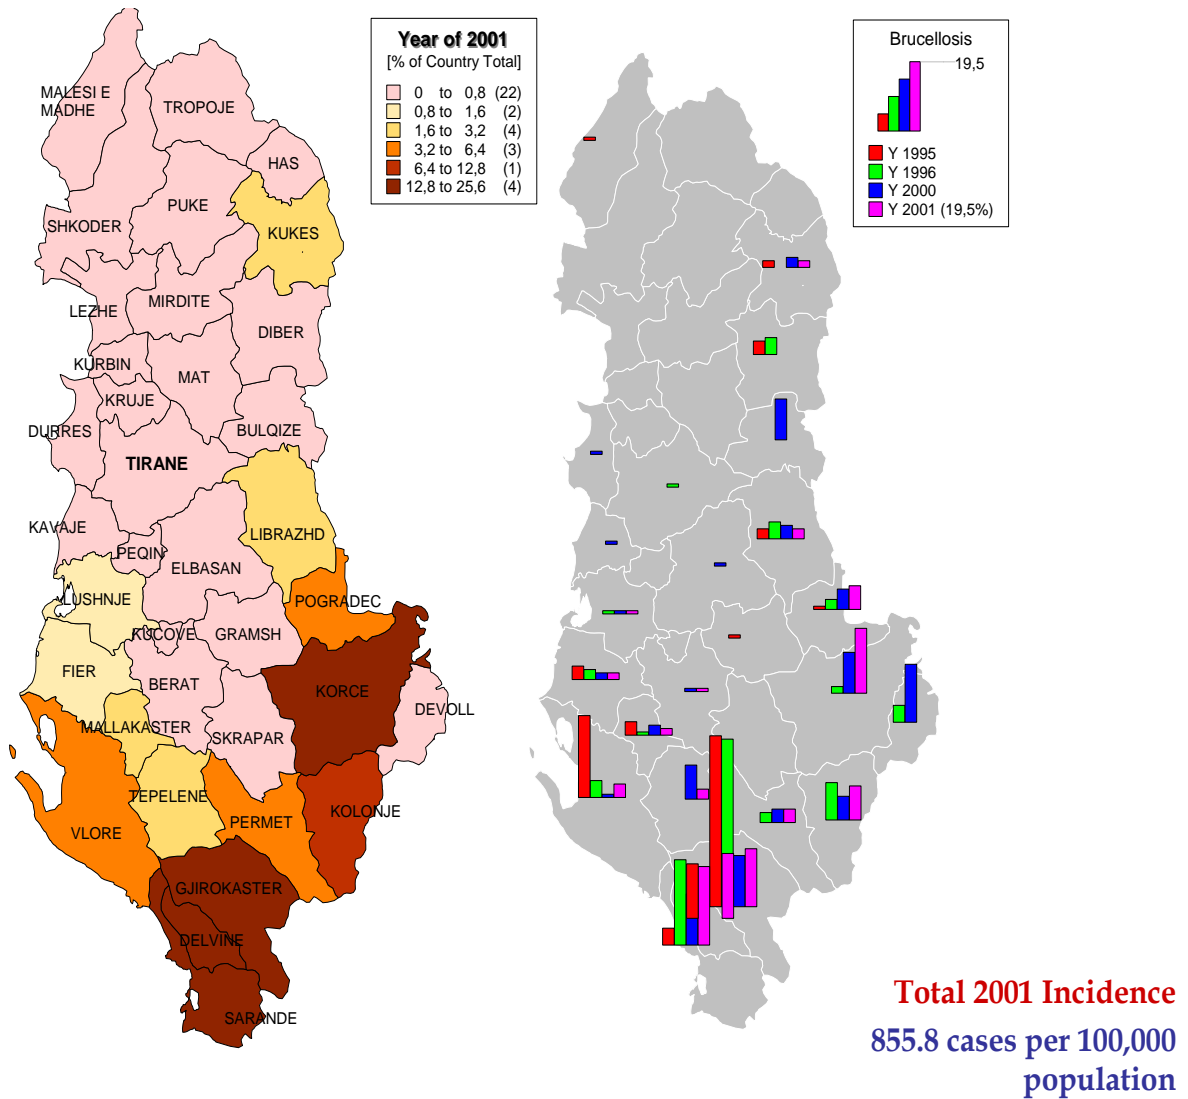 Year of 2001
[% of Country Total]
0 to 0,8 (22)
0,8 to 1,6 (2)
1,6 to 3,2 (4)
3,2 to 6,4 (3)
6,4 to 12,8 (1)
12,8 to 25,6 (4)
MALESI E
MADHE
TROPOJE
HAS
PUKE
SHKODER
KUKES
LEZHE
MIRDITE
DIBER
KURBIN
MAT
KRUJE
DURRES
BULQIZE
TIRANE
KAVAJE
LIBRAZHD
PEQIN
ELBASAN
LUSHNJE
POGRADEC
KUCOVE
GRAMSH
FIER
BERAT
KORCE
DEVOLL
MALLAKASTER
SKRAPAR
TEPELENE
KOLONJE
PERMET
VLORE
GJIROKASTER
DELVINE
SARANDE
Brucellosis
19,5
Y 1995
Y 1996
Y 2000
Y 2001 (19,5%)
Total 2001 Incidence
855.8 cases per 100,000
population